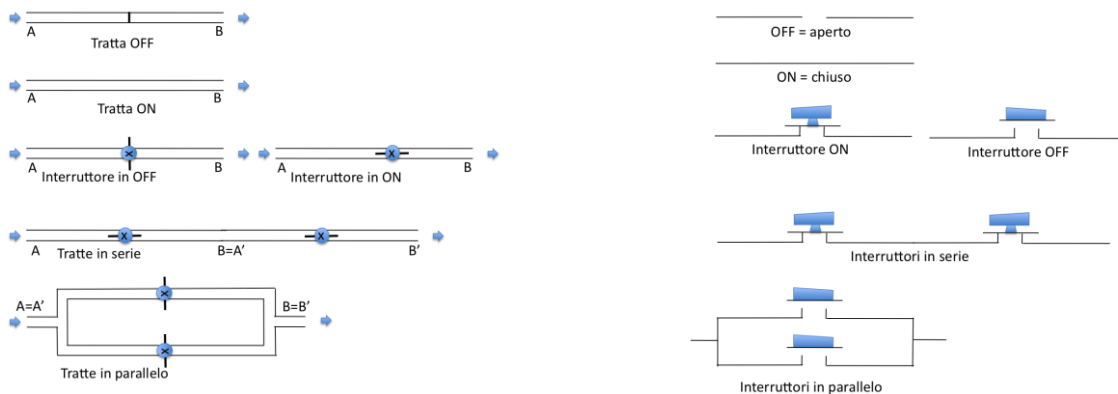 A
B
Tratta OFF
A
B
Tratta ON
A
B
Interruttore in OFF
A
B
Interruttore in ON
A
Tratte in serie
B=A’
B’
A=A’
B=B’
Tratte in parallelo
OFF = aperto
ON = chiuso
Interruttore ON
Interruttore OFF
Interruttori in serie
Interruttori in parallelo